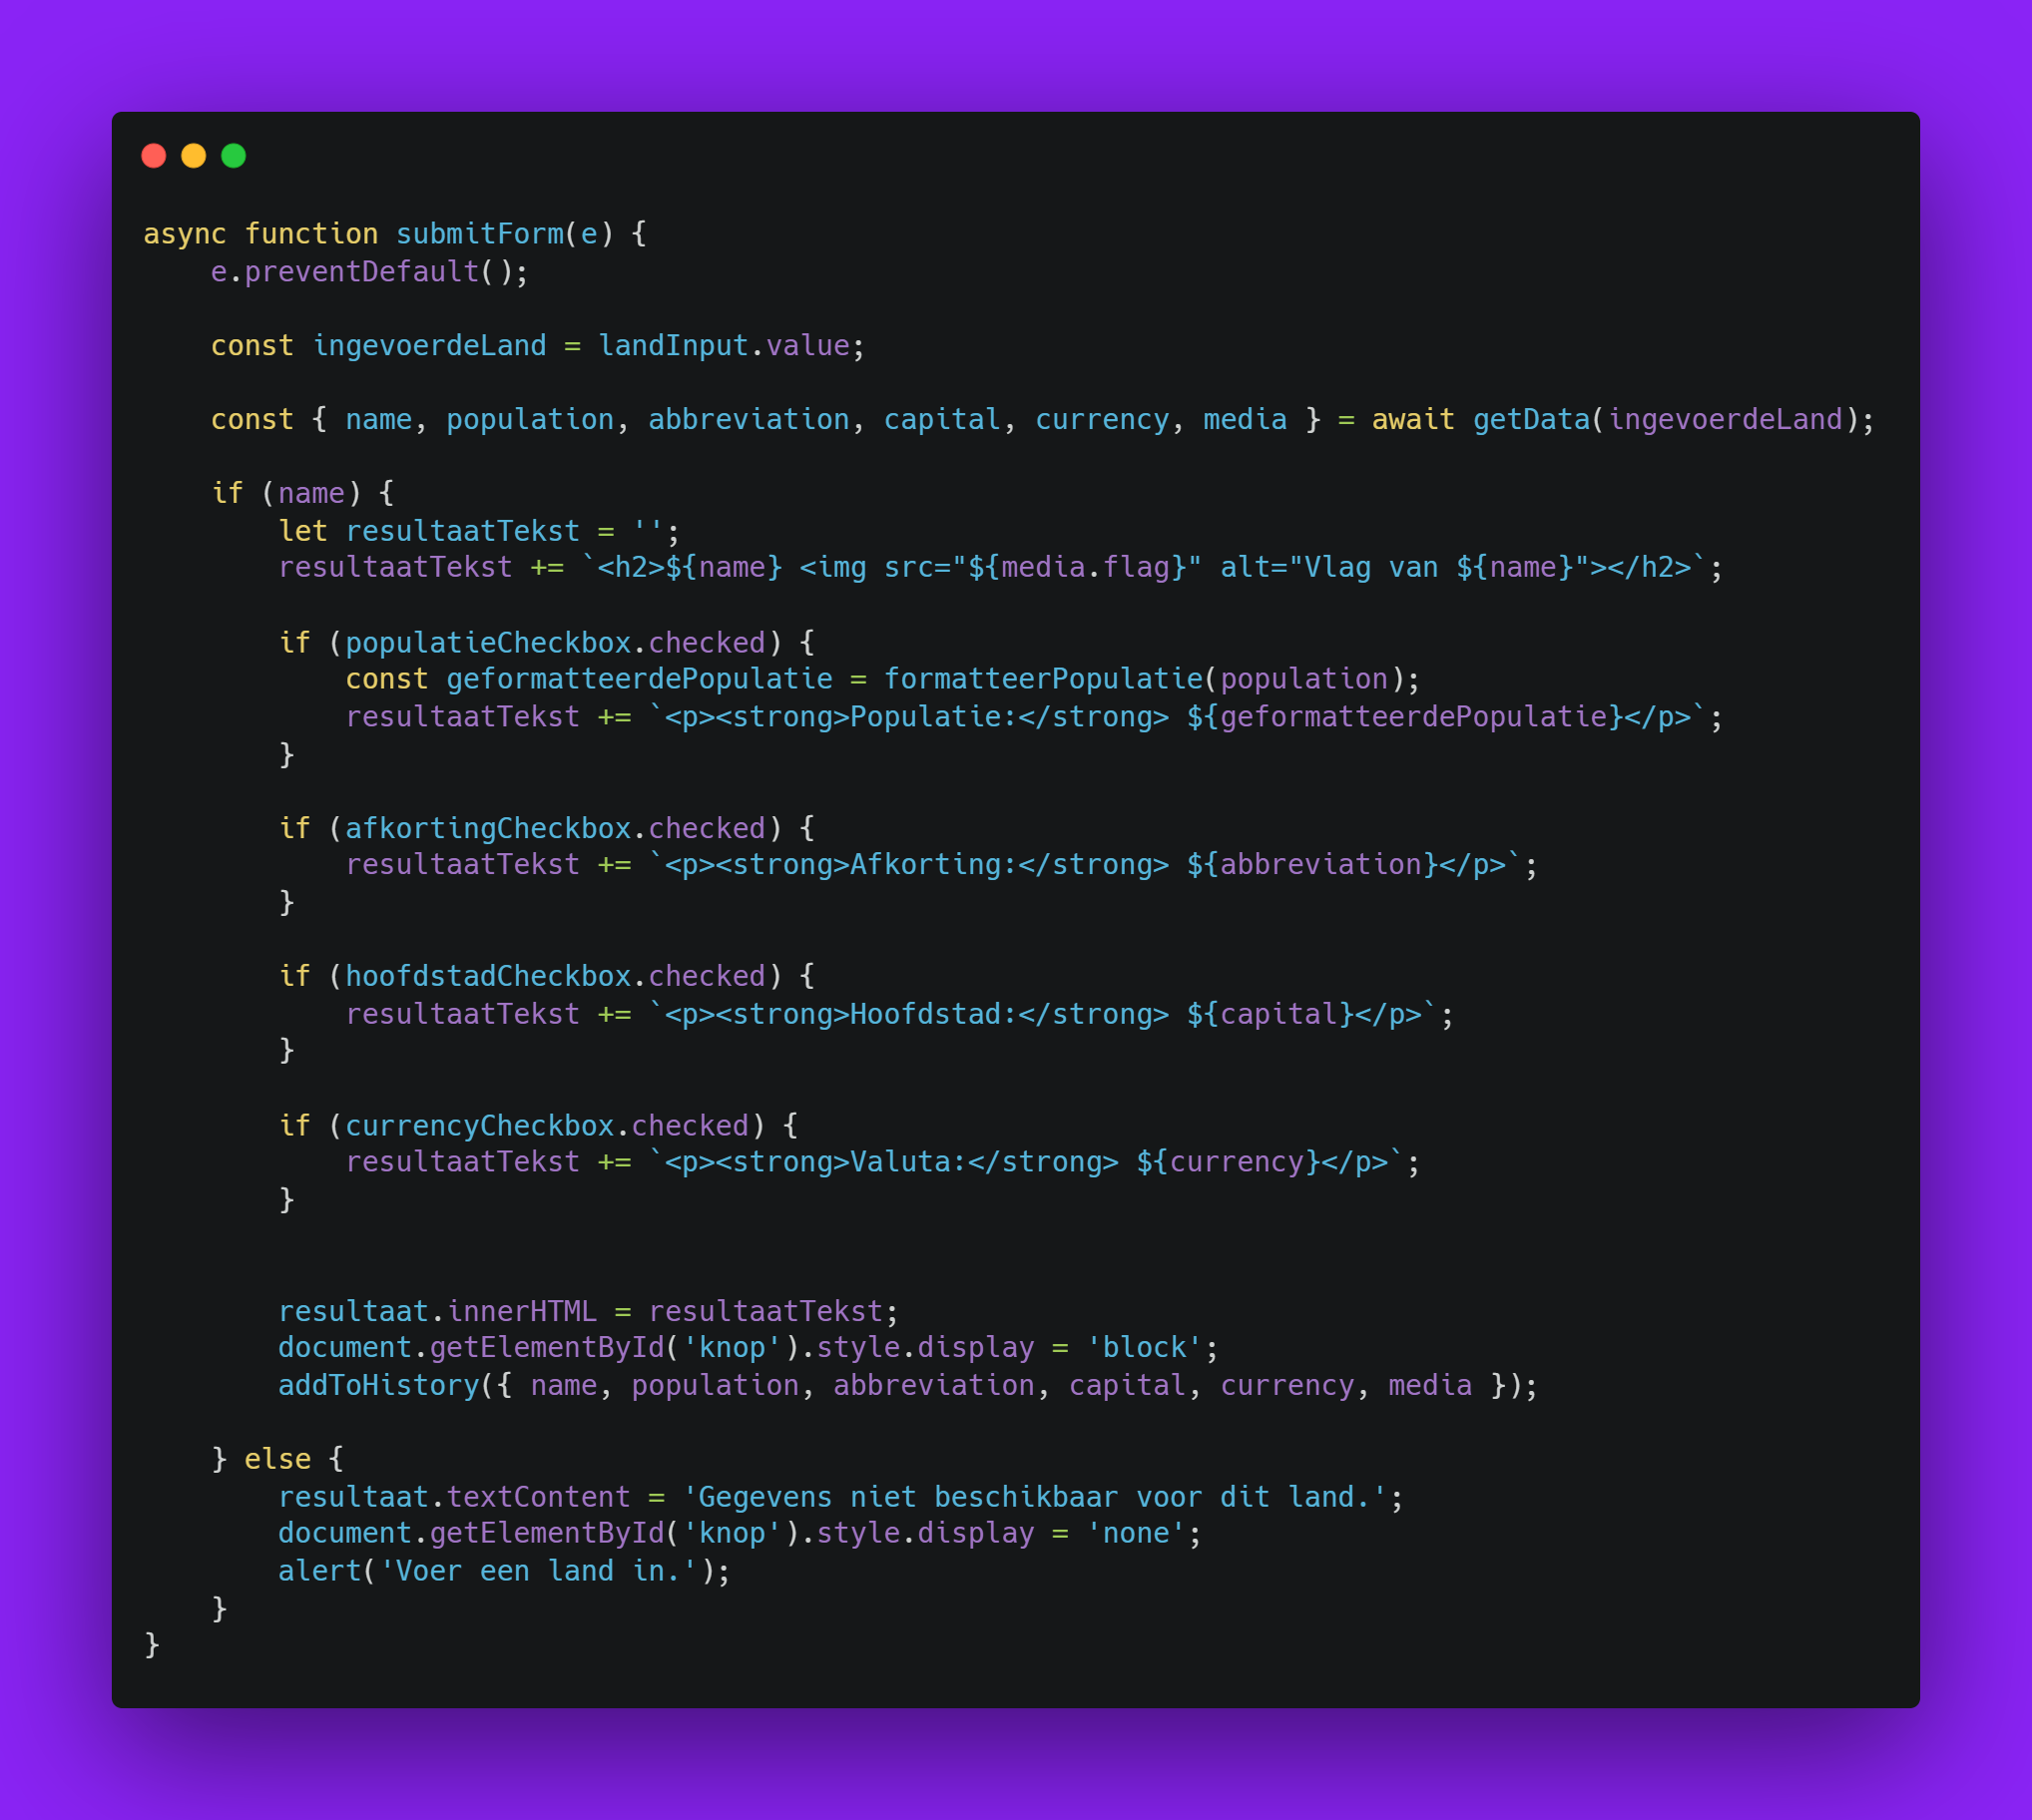 async function submitForm(e) {
    e.preventDefault();

    const ingevoerdeLand = landInput.value;

    const { name, population, abbreviation, capital, currency, media } = await getData(ingevoerdeLand);

    if (name) {
        let resultaatTekst = '';
        resultaatTekst += `<h2>${name} <img src="${media.flag}" alt="Vlag van ${name}"></h2>`;

        if (populatieCheckbox.checked) {
            const geformatteerdePopulatie = formatteerPopulatie(population);
            resultaatTekst += `<p><strong>Populatie:</strong> ${geformatteerdePopulatie}</p>`;
        }

        if (afkortingCheckbox.checked) {
            resultaatTekst += `<p><strong>Afkorting:</strong> ${abbreviation}</p>`;
        }

        if (hoofdstadCheckbox.checked) {
            resultaatTekst += `<p><strong>Hoofdstad:</strong> ${capital}</p>`;
        }

        if (currencyCheckbox.checked) {
            resultaatTekst += `<p><strong>Valuta:</strong> ${currency}</p>`;
        }


        resultaat.innerHTML = resultaatTekst;
        document.getElementById('knop').style.display = 'block';
        addToHistory({ name, population, abbreviation, capital, currency, media });

    } else {
        resultaat.textContent = 'Gegevens niet beschikbaar voor dit land.';
        document.getElementById('knop').style.display = 'none';
        alert('Voer een land in.');
    }
}